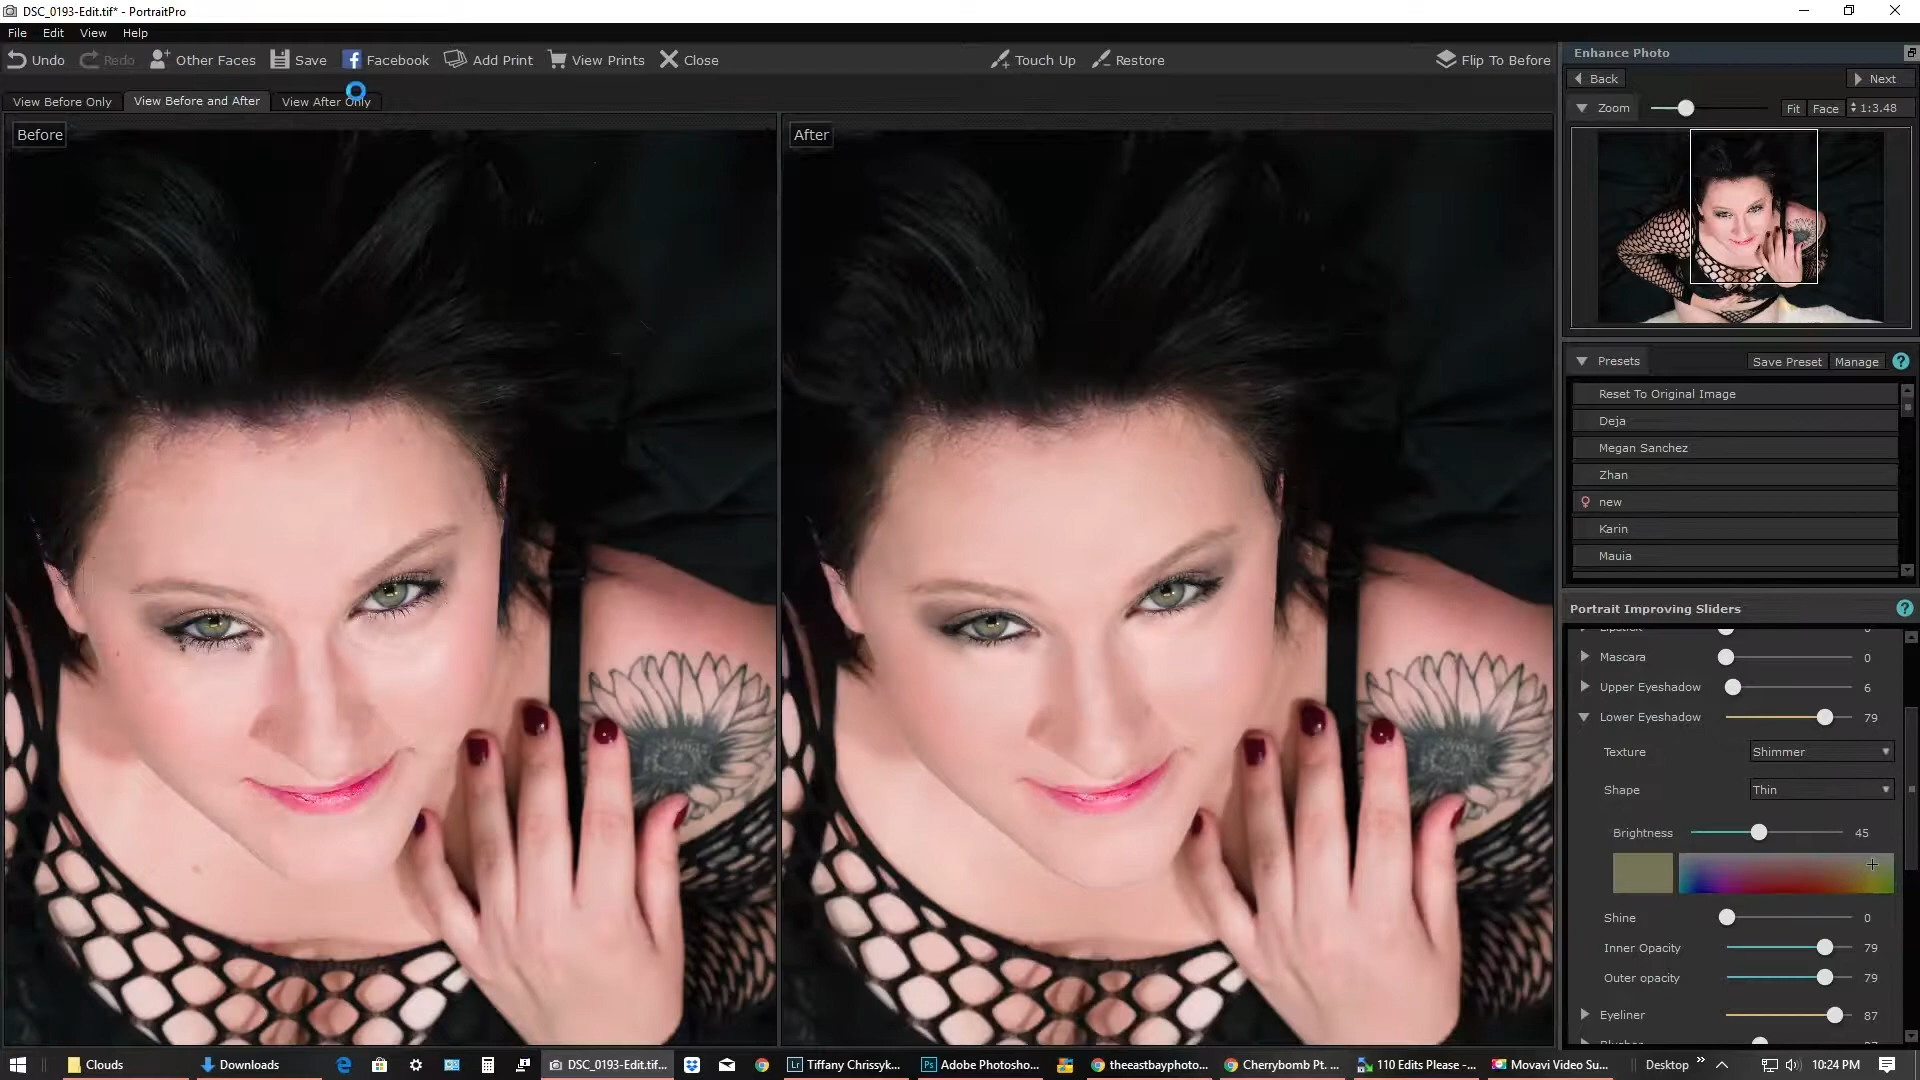 DSC_0193-Edit.tif* - PortraitPro
File Edit View Help
Undo Redo Other Faces Save Facebook Add Print View Prints Close Touch Up Restore Flip To Before
View Before Only View Before and After View After Only
Before
After
Enhance Photo
Back Next
Zoom Fit Face 1:3.48
Presets Save Preset Manage ?
Reset To Original Image
Deja
Megan Sanchez
Zhan
new
Karin
Mauia
Portrait Improving Sliders ?
Mascara 0
Upper Eyeshadow 6
Lower Eyeshadow 79
Texture Shimmer
Shape Thin
Brightness 45
Shine 0
Inner Opacity 79
Outer opacity 79
Eyeliner 87
Clouds Downloads DSC_0193-Edit.tif... Lr Tiffany Chrissyk... Ps Adobe Photosho... theeastbayphoto... Cherrybomb Pt. ... 110 Edits Please -... Movavi Video Su... Desktop 10:24 PM